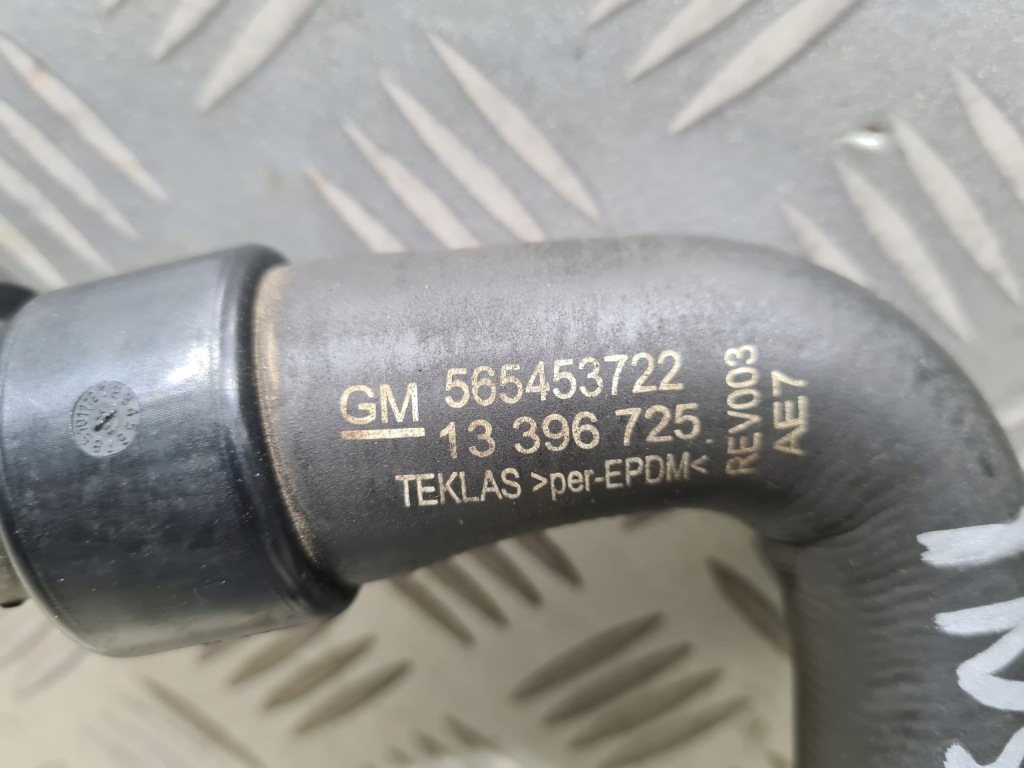 GM 565453722
13 396 725
TEKLAS >per-EPDM<
REV003
AE7